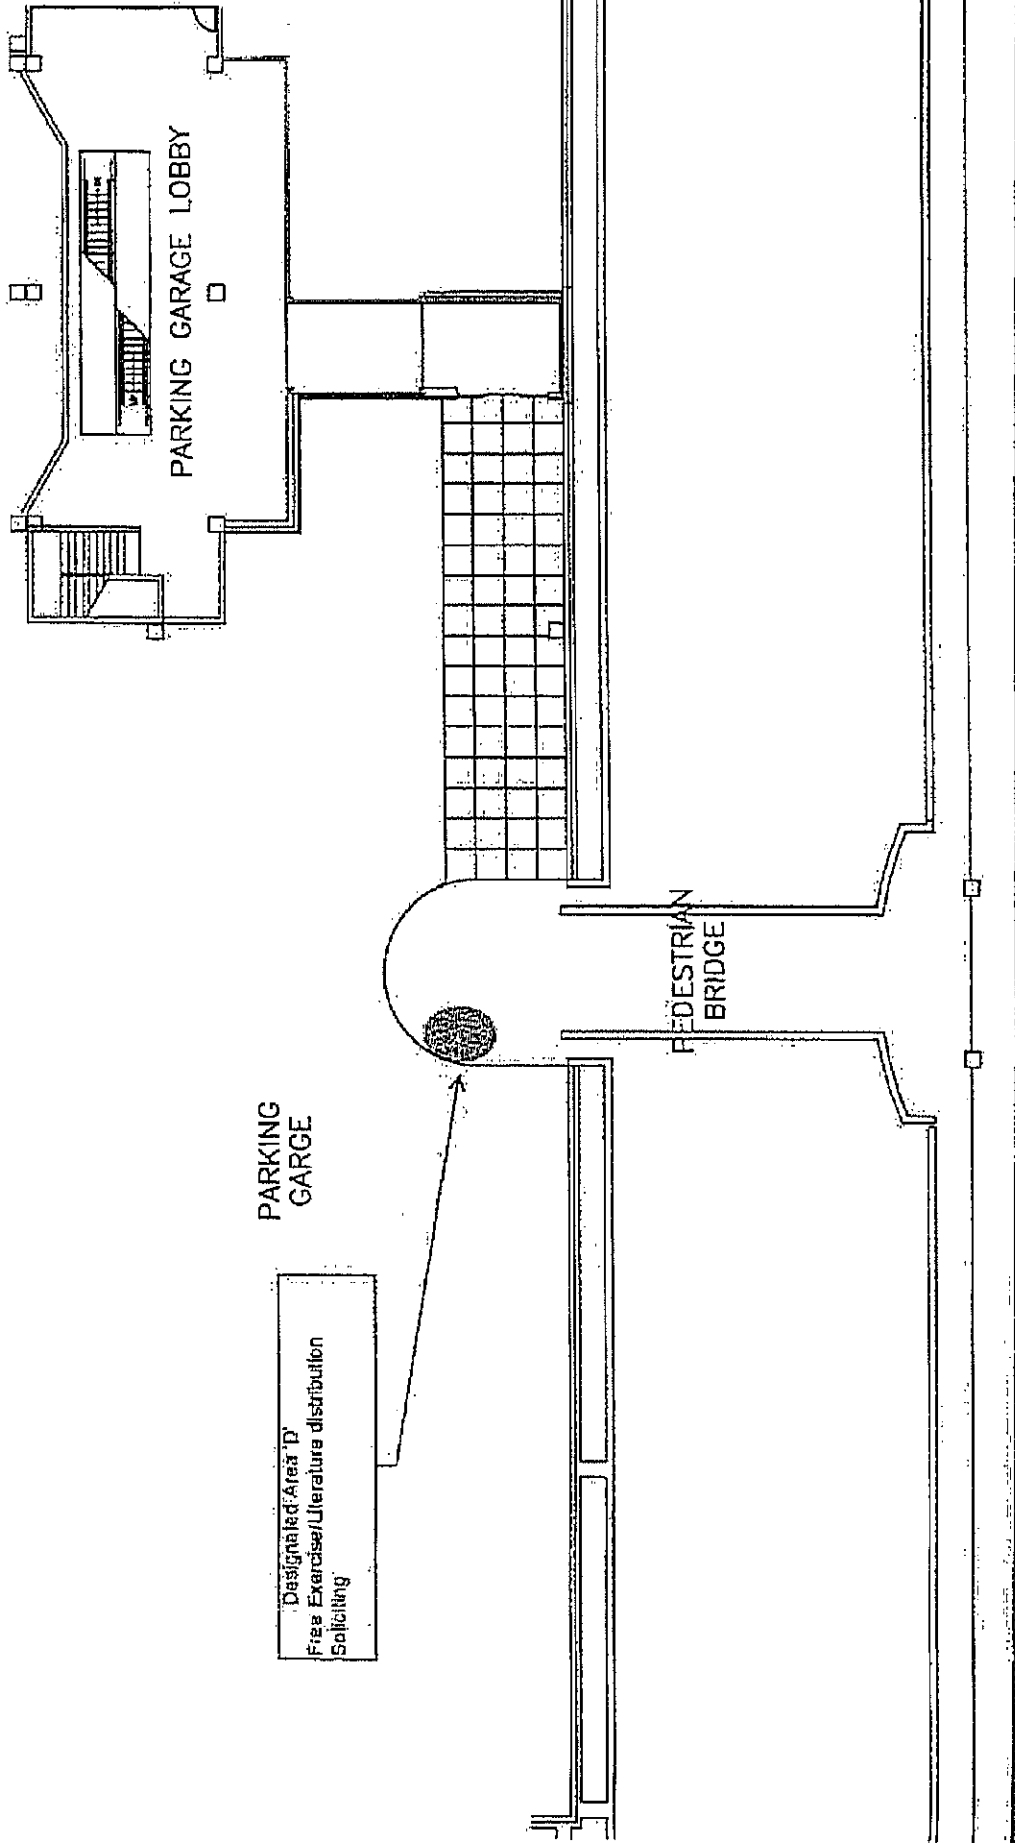 Designated Area 'D'
Free Exercise/Literature distribution
Soliciting
PARKING
GARGE
PEDESTRIAN
BRIDGE
PARKING GARAGE LOBBY